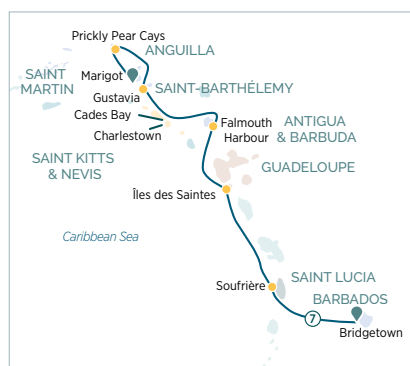 Prickly Pear Cays
ANGUILLA
SAINT
MARTIN
Marigot
SAINT-BARTHÉLEMY
Gustavia
Cades Bay
Charlestown
Falmouth
Harbour
ANTIGUA
& BARBUDA
SAINT KITTS
& NEVIS
GUADELOUPE
Îles des Saintes
Caribbean Sea
SAINT LUCIA
Soufrière
BARBADOS
7
Bridgetown